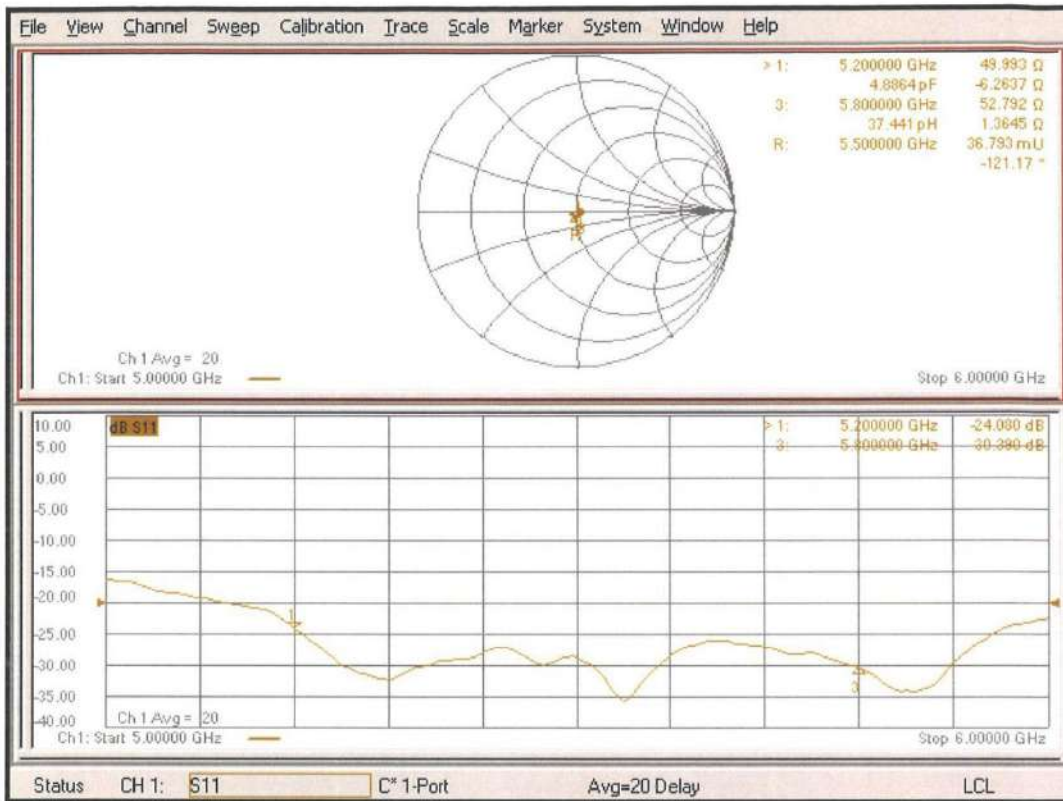 File View Channel Sweep Calibration Trace Scale Marker System Window Help
> 1: 5.200000 GHz 49.993 Ω
4.8864 pF -6.2637 Ω
3: 5.800000 GHz 52.792 Ω
37.441 pH 1.3645 Ω
R: 5.500000 GHz 36.793 mU
-121.17 °
Ch 1 Avg = 20
Ch1: Start 5.00000 GHz Stop 6.00000 GHz
10.00 dB S11 > 1: 5.200000 GHz -24.080 dB
5.00 3: 5.800000 GHz -30.390 dB
0.00
-5.00
-10.00
-15.00
-20.00
1
-25.00
-30.00
3
-35.00
-40.00 Ch 1 Avg = 20
Ch1: Start 5.00000 GHz Stop 6.00000 GHz
Status CH 1: S11 C* 1-Port Avg=20 Delay LCL